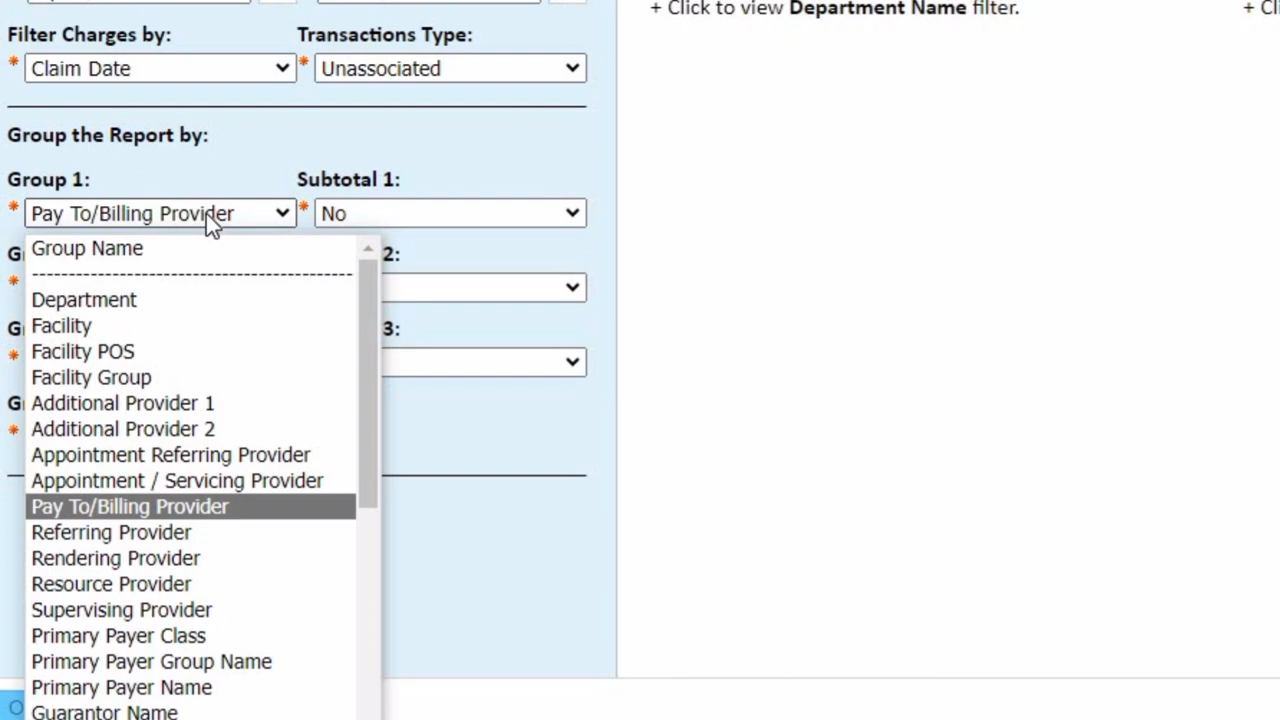 + Click to view Department Name filter.
+ Cli
Filter Charges by:
Transactions Type:
* Claim Date
* Unassociated
Group the Report by:
Group 1:
Subtotal 1:
* Pay To/Billing Provider
* No
Group Name
------------------------------------------
Department
Facility
Facility POS
Facility Group
Additional Provider 1
Additional Provider 2
Appointment Referring Provider
Appointment / Servicing Provider
Pay To/Billing Provider
Referring Provider
Rendering Provider
Resource Provider
Supervising Provider
Primary Payer Class
Primary Payer Group Name
Primary Payer Name
Guarantor Name
2:
3: